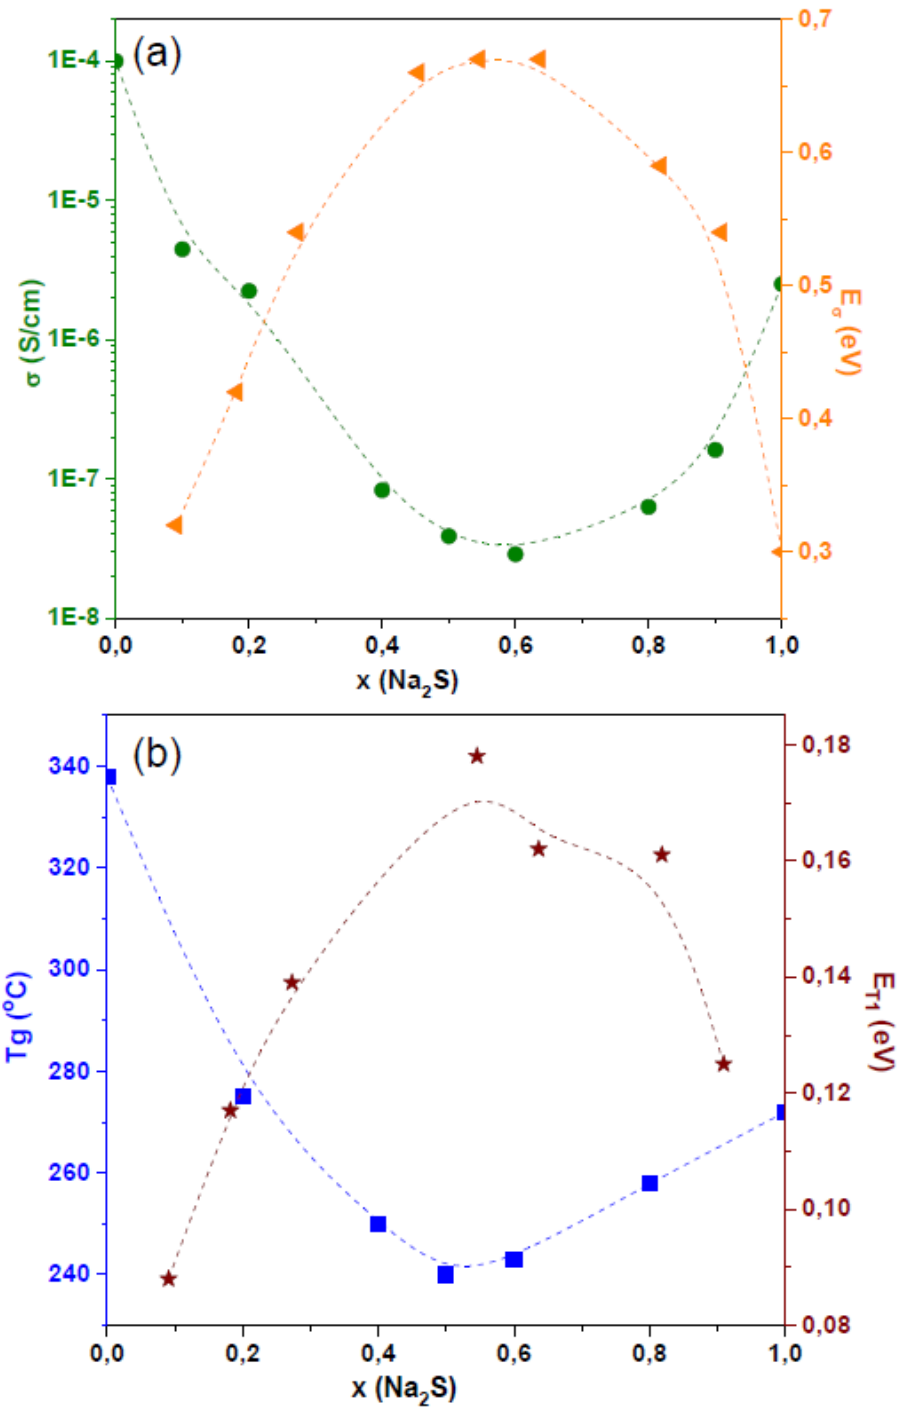 (a)
0,7
1E-4
0,6
1E-5
0,5
1E-6
0,4
1E-7
0,3
1E-8
σ (S/cm)
Eσ (eV)
0,0 0,2 0,4 0,6 0,8 1,0
x (Na₂S)
(b)
340
0,18
320
0,16
300
0,14
280
0,12
260
0,10
240
0,08
Tg (°C)
E_T1 (eV)
0,0 0,2 0,4 0,6 0,8 1,0
x (Na₂S)